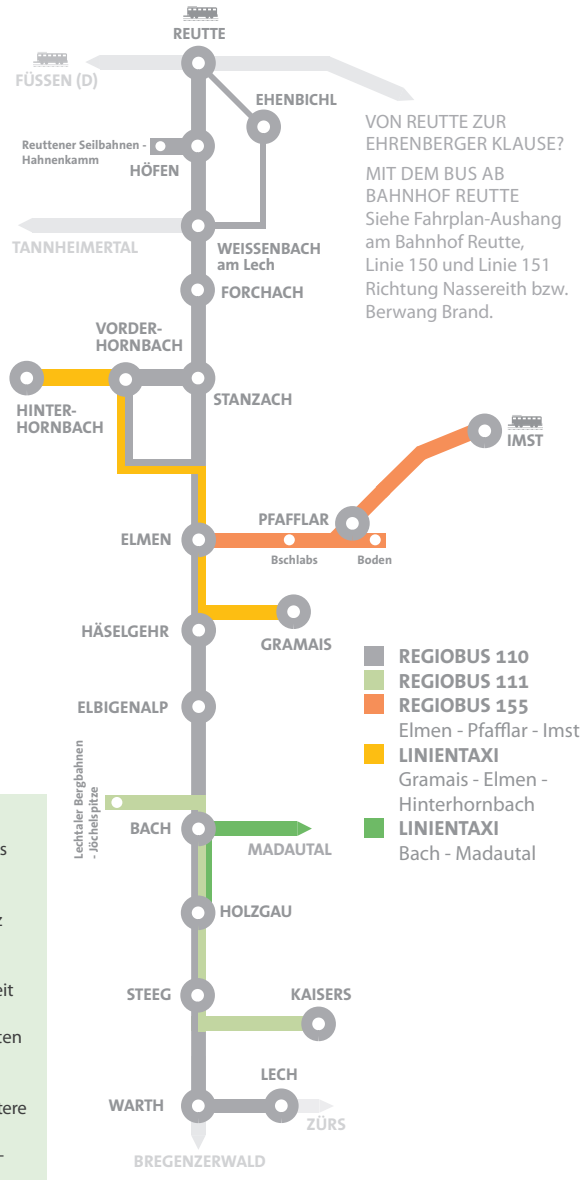 REUTTE
FÜSSEN (D)
EHENBICHL
VON REUTTE ZUR
EHRENBERGER KLAUSE?
MIT DEM BUS AB
BAHNHOF REUTTE
Siehe Fahrplan-Aushang
am Bahnhof Reutte,
Linie 150 und Linie 151
Richtung Nassereith bzw.
Berwang Brand.
Reuttener Seilbahnen -
Hahnenkamm
HÖFEN
TANNHEIMERTAL
WEISSENBACH
am Lech
FORCHACH
VORDER-
HORNBACH
HINTER-
HORNBACH
STANZACH
IMST
PFAFFLAR
ELMEN
Bschlabs
Boden
HÄSELGEHR
GRAMAIS
REGIOBUS 110
REGIOBUS 111
REGIOBUS 155
Elmen - Pfafflar - Imst
LINIENTAXI
Gramais - Elmen -
Hinterhornbach
LINIENTAXI
Bach - Madautal
ELBIGENALP
Lechtaler Bergbahnen
- Jöchelspitze
BACH
MADAUTAL
HOLZGAU
STEEG
KAISERS
LECH
WARTH
ZÜRS
BREGENZERWALD
s
z
eit
ten
tere
-